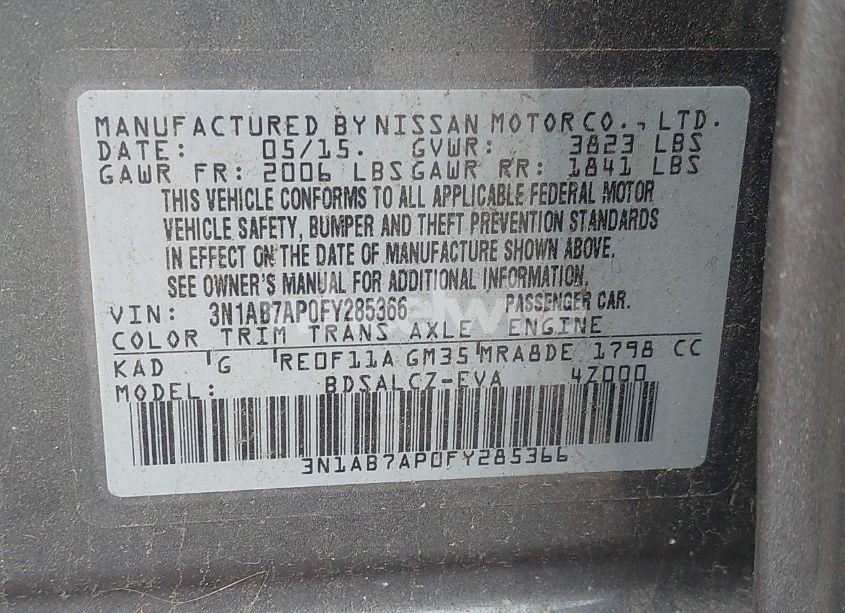 MANUFACTURED BY NISSAN MOTOR CO., LTD.
DATE: 05/15. GVWR: 3823 LBS
GAWR FR: 2006 LBS GAWR RR: 1841 LBS
THIS VEHICLE CONFORMS TO ALL APPLICABLE FEDERAL MOTOR
VEHICLE SAFETY, BUMPER AND THEFT PREVENTION STANDARDS
IN EFFECT ON THE DATE OF MANUFACTURE SHOWN ABOVE.
SEE OWNER'S MANUAL FOR ADDITIONAL INFORMATION.
VIN: 3N1AB7AP0FY285366 PASSENGER CAR.
COLOR TRIM TRANS AXLE ENGINE
KAD G RE0F11A GM35 MRA8DE 1798 CC
MODEL: BDSALCZ-EVA 4Z000
3N1AB7AP0FY285366